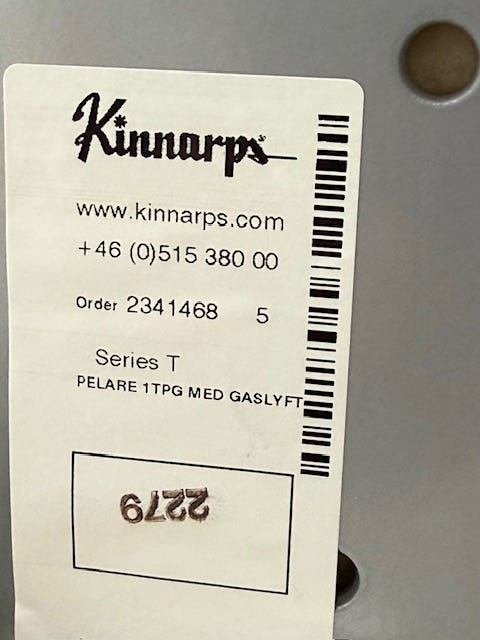 Kinnarps
www.kinnarps.com
+46 (0)515 380 00
Order 2341468 5
Series T
PELARE 1TPG MED GASLYFT
2279